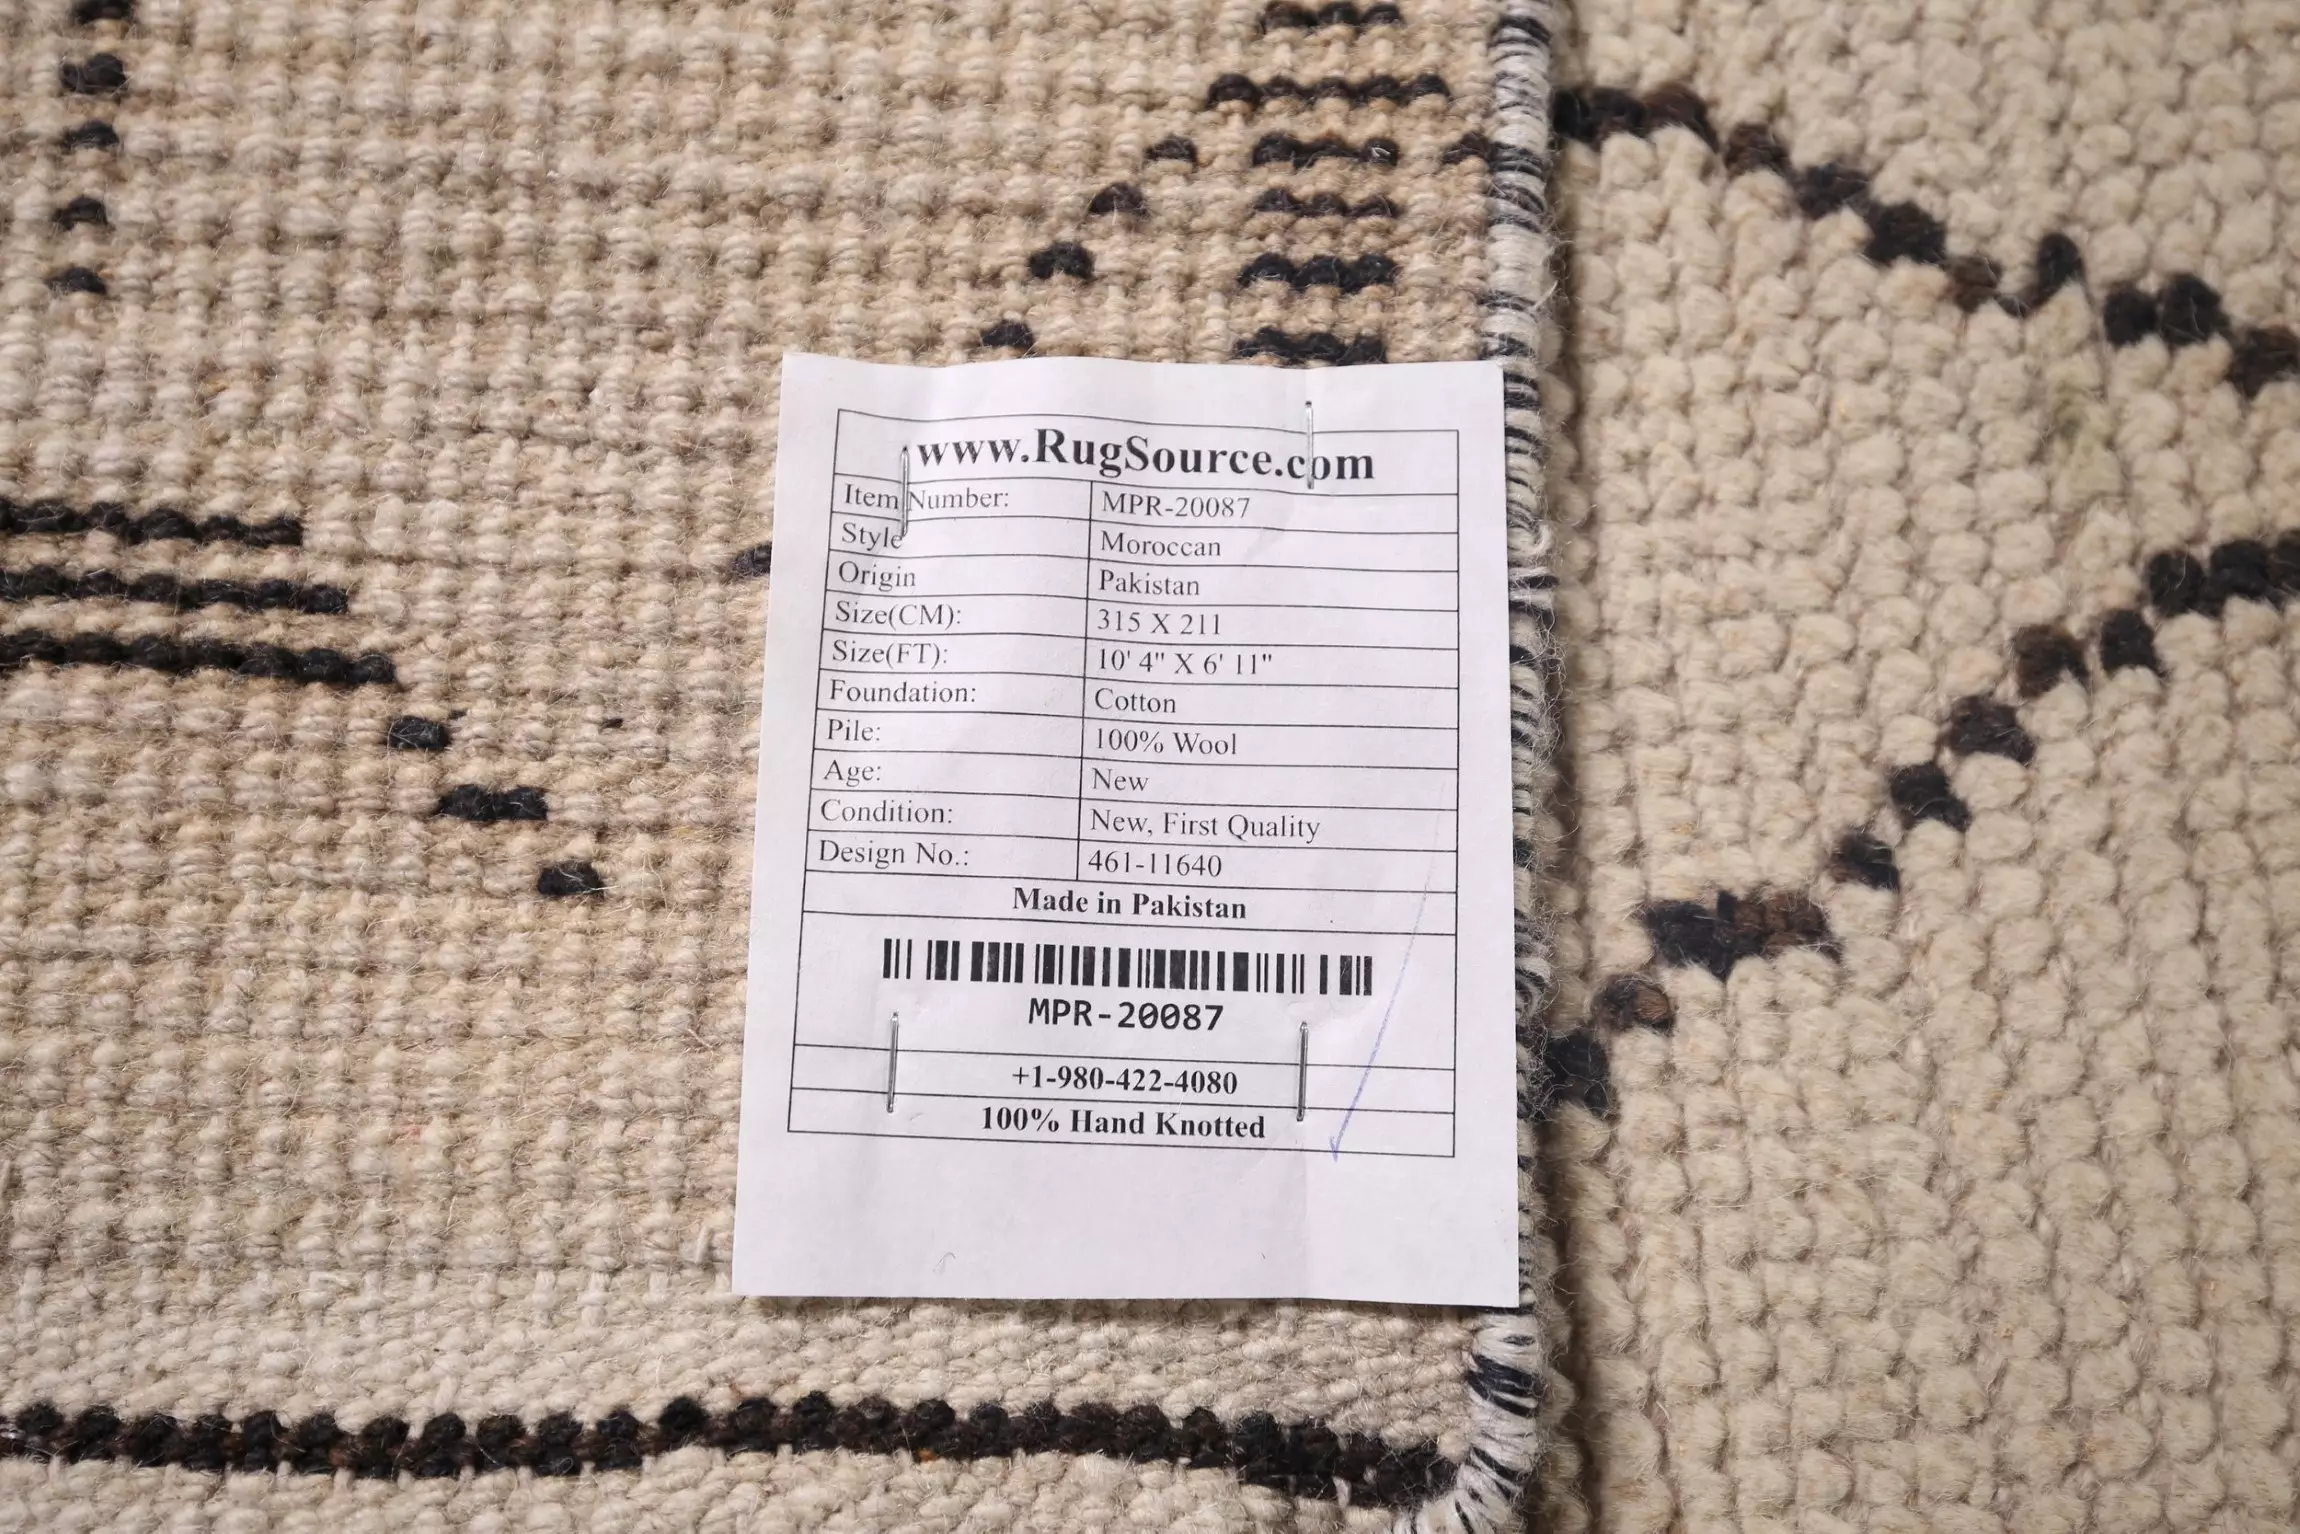 www.RugSource.com
Item Number: MPR-20087
Style Moroccan
Origin Pakistan
Size(CM): 315 X 211
Size(FT): 10' 4" X 6' 11"
Foundation: Cotton
Pile: 100% Wool
Age: New
Condition: New, First Quality
Design No.: 461-11640
Made in Pakistan
MPR-20087
+1-980-422-4080
100% Hand Knotted